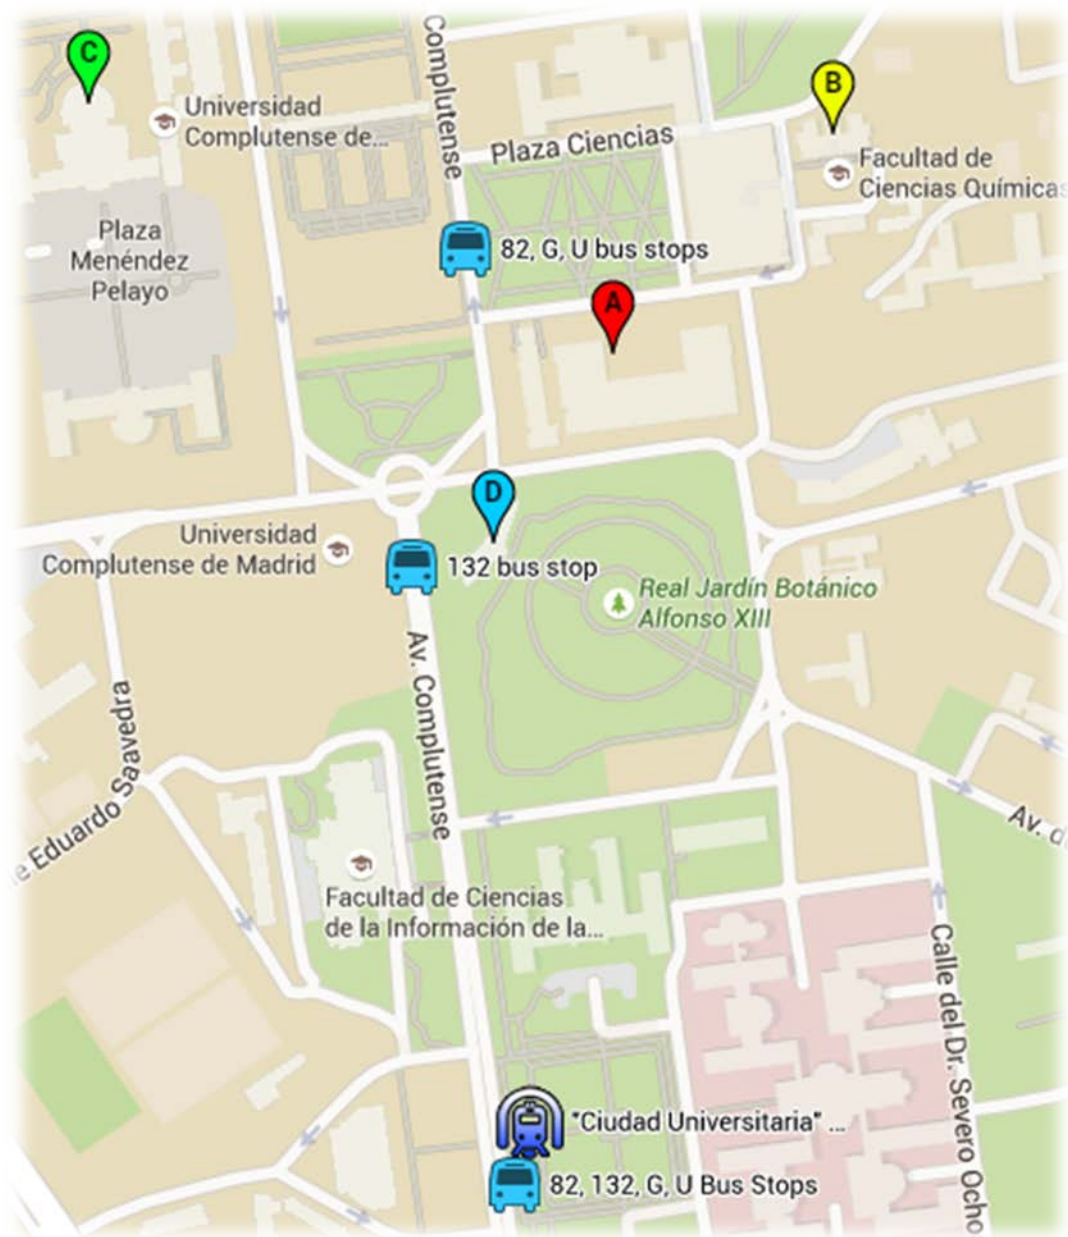 C
Universidad
Complutense de...
Complutense
Plaza Ciencias
B
Facultad de
Ciencias Químicas
Plaza
Menéndez
Pelayo
82, G, U bus stops
A
D
Universidad
Complutense de Madrid
132 bus stop
Real Jardín Botánico
Alfonso XIII
Av. Complutense
e Eduardo Saavedra
Av. d
Facultad de Ciencias
de la Información de la...
Calle del Dr. Severo Ocho
"Ciudad Universitaria" ...
82, 132, G, U Bus Stops